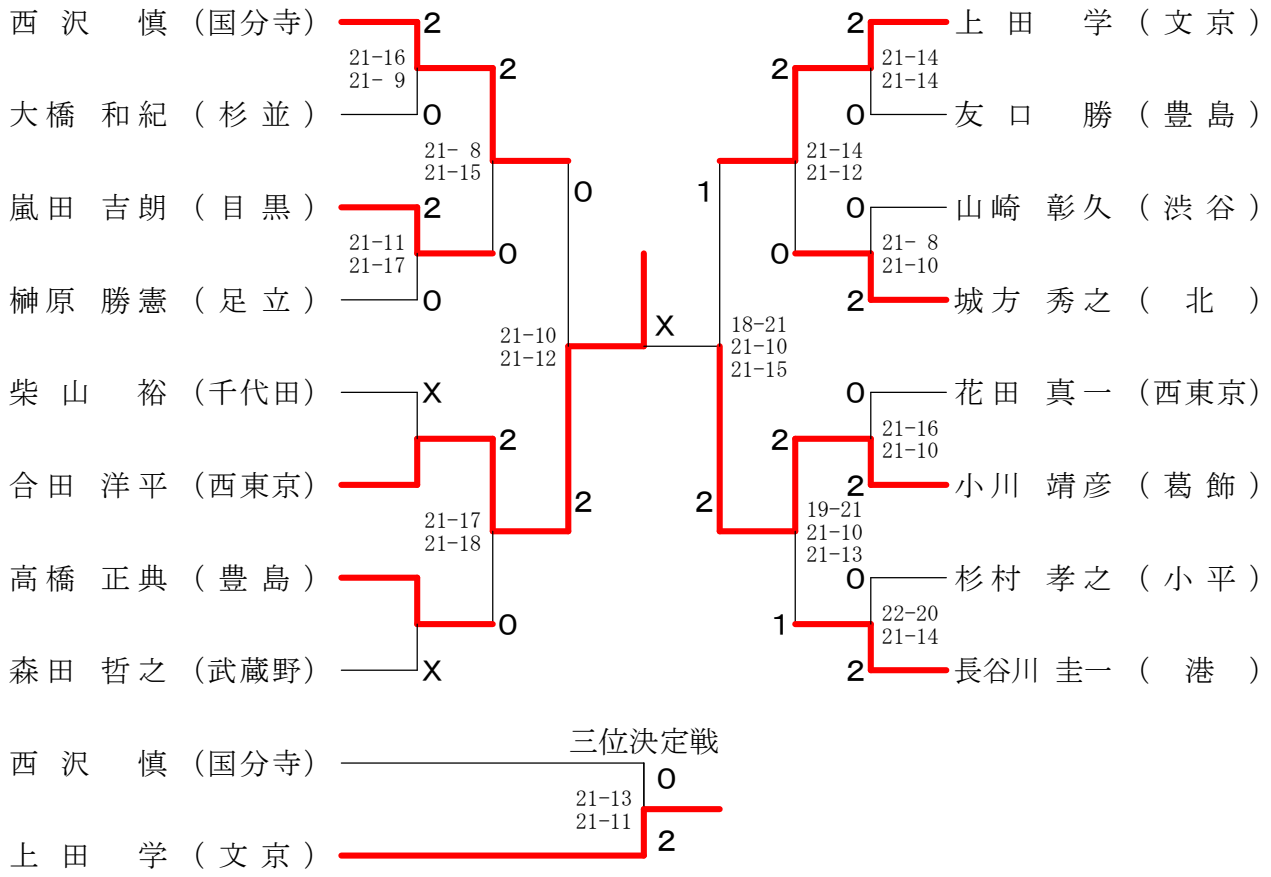 西沢 慎 (国分寺)
2
21-16
21- 9
大橋 和紀 (杉並)
0
2
21- 8
21-15
嵐田 吉朗 (目黒)
2
21-11
21-17
榊原 勝憲 (足立)
0
0
0
21-10
21-12
柴山 裕 (千代田)
X
合田 洋平 (西東京)
2
21-17
21-18
高橋 正典 (豊島)
森田 哲之 (武蔵野)
X
0
2
X
2
上田 学 (文京)
21-14
21-14
0
友口 勝 (豊島)
2
21-14
21-12
0
山崎 彰久 (渋谷)
21- 8
21-10
2
城方 秀之 (北)
0
1
18-21
21-10
21-15
0
花田 真一 (西東京)
21-16
21-10
2
小川 靖彦 (葛飾)
2
19-21
21-10
21-13
0
杉村 孝之 (小平)
22-20
21-14
2
長谷川 圭一 (港)
1
2
三位決定戦
西沢 慎 (国分寺)
0
21-13
21-11
上田 学 (文京)
2